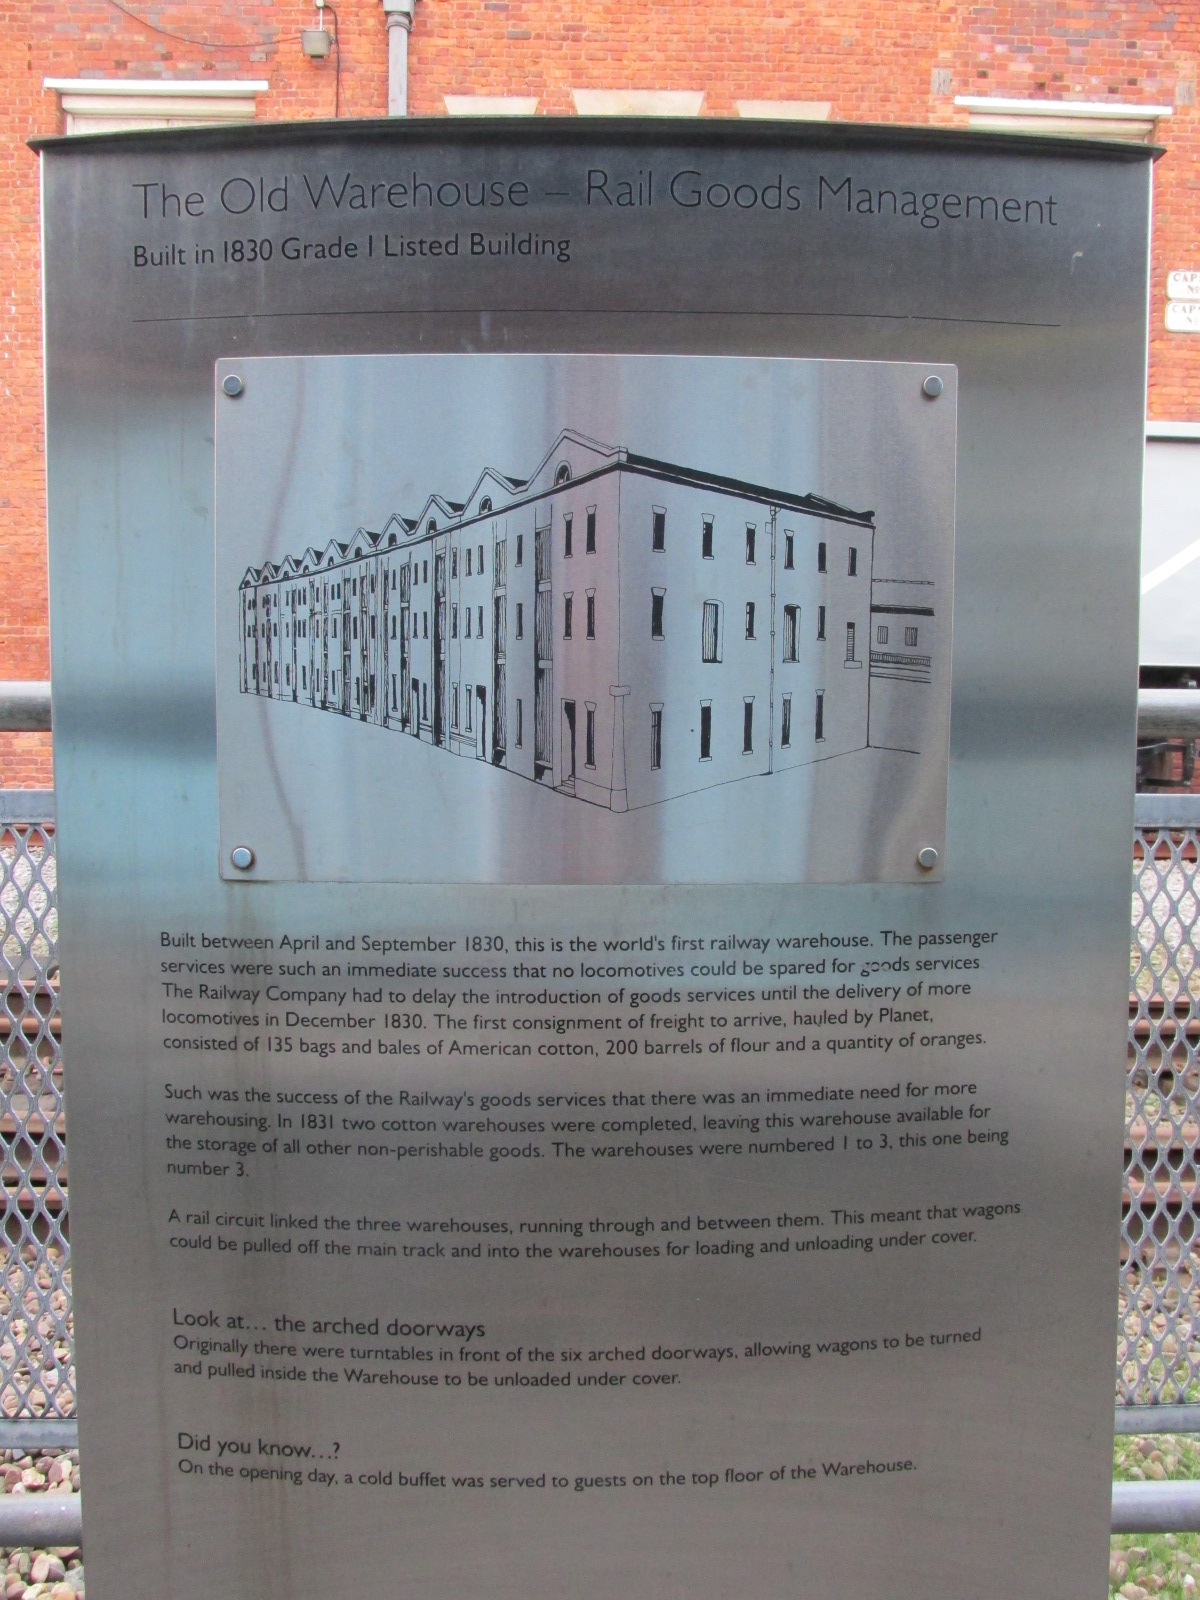 The Old Warehouse – Rail Goods Management
Built in 1830 Grade I Listed Building
Built between April and September 1830, this is the world's first railway warehouse. The passenger
services were such an immediate success that no locomotives could be spared for goods services
The Railway Company had to delay the introduction of goods services until the delivery of more
locomotives in December 1830. The first consignment of freight to arrive, hauled by Planet,
consisted of 135 bags and bales of American cotton, 200 barrels of flour and a quantity of oranges.
Such was the success of the Railway's goods services that there was an immediate need for more
warehousing. In 1831 two cotton warehouses were completed, leaving this warehouse available for
the storage of all other non-perishable goods. The warehouses were numbered 1 to 3, this one being
number 3.
A rail circuit linked the three warehouses, running through and between them. This meant that wagons
could be pulled off the main track and into the warehouses for loading and unloading under cover.
Look at... the arched doorways
Originally there were turntables in front of the six arched doorways, allowing wagons to be turned
and pulled inside the Warehouse to be unloaded under cover.
Did you know...?
On the opening day, a cold buffet was served to guests on the top floor of the Warehouse.